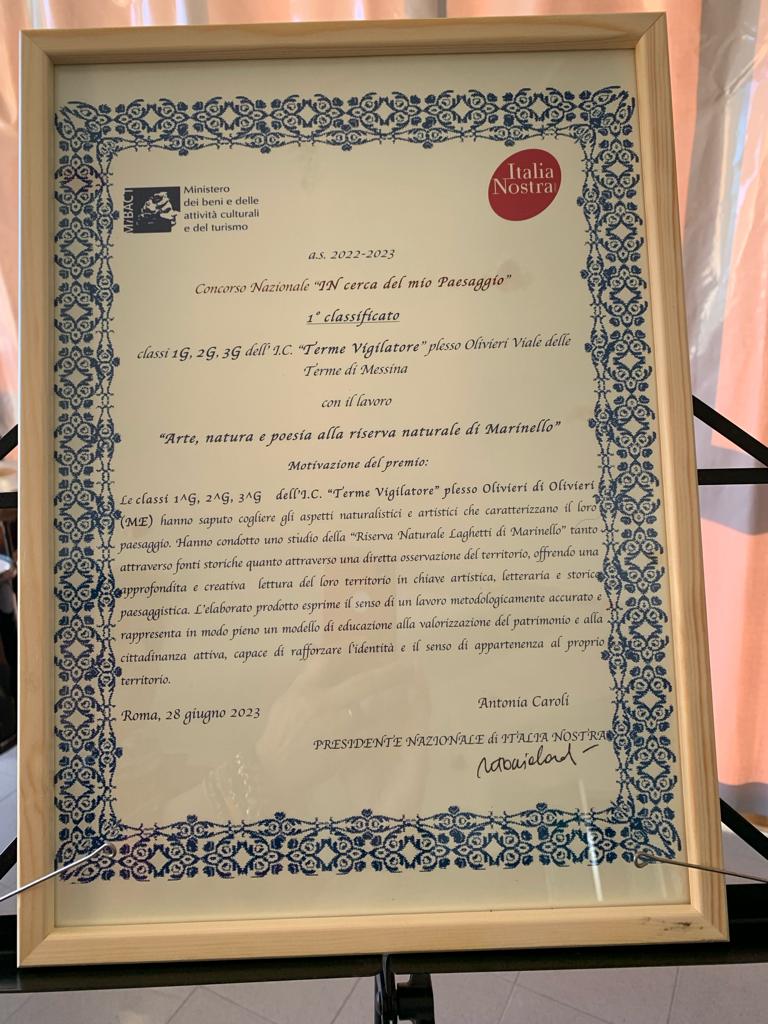 MiBACT
Ministero
dei beni e delle
attività culturali
e del turismo
Italia
Nostra
a.s. 2022-2023
Concorso Nazionale "IN cerca del mio Paesaggio"
1° classificato
classi 1G, 2G, 3G dell' I.C. "Terme Vigilatore" plesso Olivieri Viale delle
Terme di Messina
con il lavoro
"Arte, natura e poesia alla riserva naturale di Marinello"
Motivazione del premio:
Le classi 1^G, 2^G, 3^G dell'I.C. "Terme Vigilatore" plesso Olivieri di Olivieri
(ME) hanno saputo cogliere gli aspetti naturalistici e artistici che caratterizzano il loro
paesaggio. Hanno condotto uno studio della "Riserva Naturale Laghetti di Marinello" tanto
attraverso fonti storiche quanto attraverso una diretta osservazione del territorio, offrendo una
approfondita e creativa lettura del loro territorio in chiave artistica, letteraria e storico
paesaggistica. L'elaborato prodotto esprime il senso di un lavoro metodologicamente accurato e
rappresenta in modo pieno un modello di educazione alla valorizzazione del patrimonio e alla
cittadinanza attiva, capace di rafforzare l'identità e il senso di appartenenza al proprio
territorio.
Roma, 28 giugno 2023
Antonia Caroli
PRESIDENTE NAZIONALE di ITALIA NOSTRA